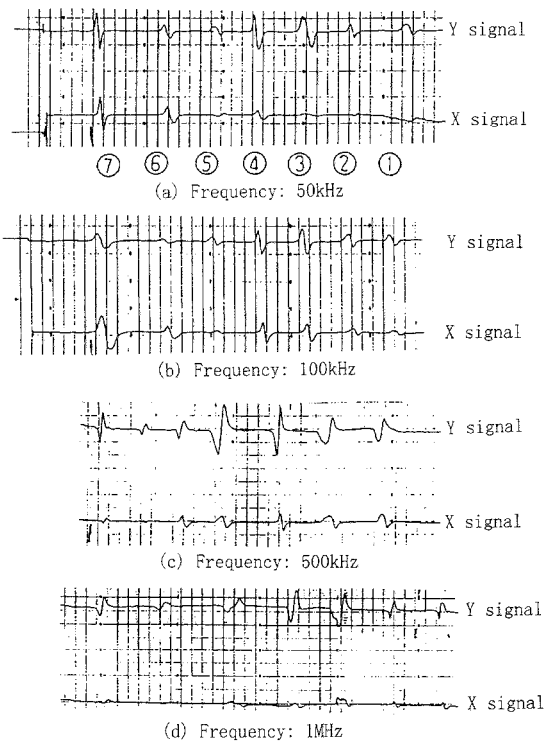 Y signal
X signal
⑦ ⑥ ⑤ ④ ③ ② ①
(a) Frequency: 50kHz
Y signal
X signal
(b) Frequency: 100kHz
Y signal
X signal
(c) Frequency: 500kHz
Y signal
X signal
(d) Frequency: 1MHz